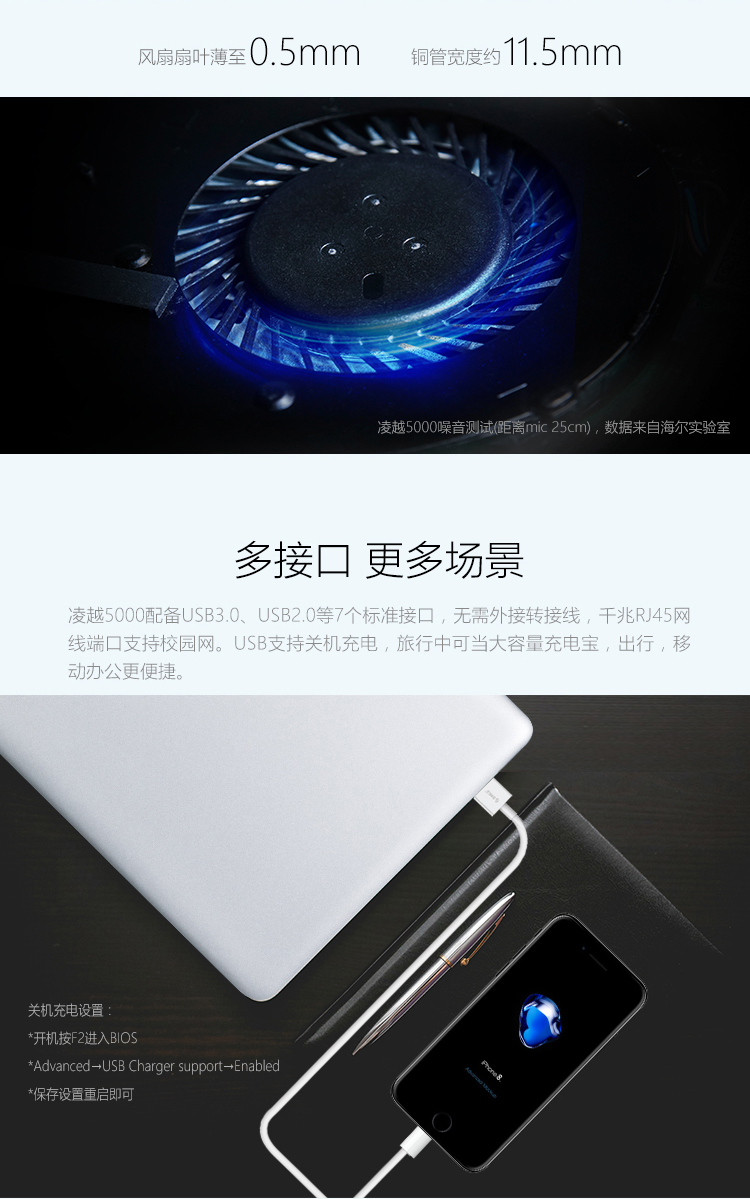 风扇扇叶薄至0.5mm 铜管宽度约11.5mm
凌越5000噪音测试(距离mic 25cm)，数据来自海尔实验室
多接口 更多场景
凌越5000配备USB3.0、USB2.0等7个标准接口，无需外接转接线，千兆RJ45网
线端口支持校园网。USB支持关机充电，旅行中可当大容量充电宝，出行，移
动办公更便捷。
关机充电设置：
*开机按F2进入BIOS
*Advanced→USB Charger support→Enabled
*保存设置重启即可
iPhone8
Advanced Mockup